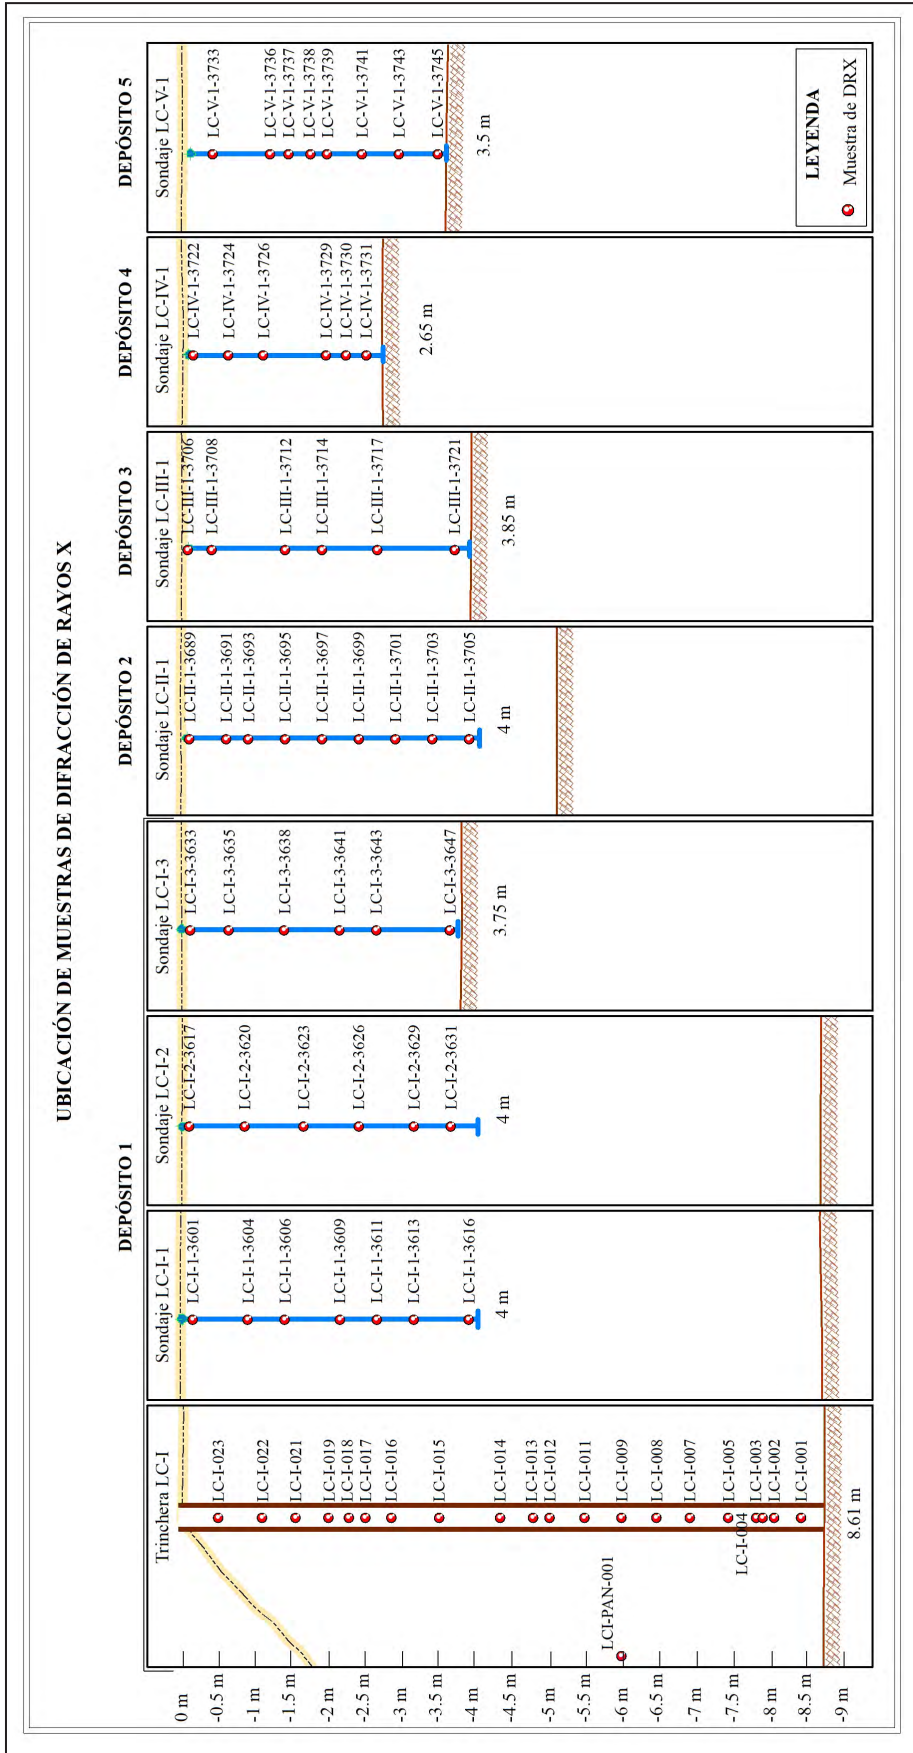 UBICACIÓN DE MUESTRAS DE DIFRACCIÓN DE RAYOS X
DEPÓSITO 1
DEPÓSITO 2
DEPÓSITO 3
DEPÓSITO 4
DEPÓSITO 5
0 m
-0.5 m
-1 m
-1.5 m
-2 m
-2.5 m
-3 m
-3.5 m
-4 m
-4.5 m
-5 m
-5.5 m
-6 m
-6.5 m
-7 m
-7.5 m
-8 m
-8.5 m
-9 m
Trinchera LC-I
LC-I-023
LC-I-022
LC-I-021
LC-I-019
LC-I-018
LC-I-017
LC-I-016
LC-I-015
LC-I-014
LC-I-013
LC-I-012
LC-I-011
LCI-PAN-001
LC-I-009
LC-I-008
LC-I-007
LC-I-005
LC-I-004
LC-I-003
LC-I-002
LC-I-001
8.61 m
Sondaje LC-I-1
LC-I-1-3601
LC-I-1-3604
LC-I-1-3606
LC-I-1-3609
LC-I-1-3611
LC-I-1-3613
LC-I-1-3616
4 m
Sondaje LC-I-2
LC-I-2-3617
LC-I-2-3620
LC-I-2-3623
LC-I-2-3626
LC-I-2-3629
LC-I-2-3631
4 m
Sondaje LC-I-3
LC-I-3-3633
LC-I-3-3635
LC-I-3-3638
LC-I-3-3641
LC-I-3-3643
LC-I-3-3647
3.75 m
Sondaje LC-II-1
LC-II-1-3689
LC-II-1-3691
LC-II-1-3693
LC-II-1-3695
LC-II-1-3697
LC-II-1-3699
LC-II-1-3701
LC-II-1-3703
LC-II-1-3705
4 m
Sondaje LC-III-1
LC-III-1-3706
LC-III-1-3708
LC-III-1-3712
LC-III-1-3714
LC-III-1-3717
LC-III-1-3721
3.85 m
Sondaje LC-IV-1
LC-IV-1-3722
LC-IV-1-3724
LC-IV-1-3726
LC-IV-1-3729
LC-IV-1-3730
LC-IV-1-3731
2.65 m
Sondaje LC-V-1
LC-V-1-3733
LC-V-1-3736
LC-V-1-3737
LC-V-1-3738
LC-V-1-3739
LC-V-1-3741
LC-V-1-3743
LC-V-1-3745
3.5 m
LEYENDA
Muestra de DRX